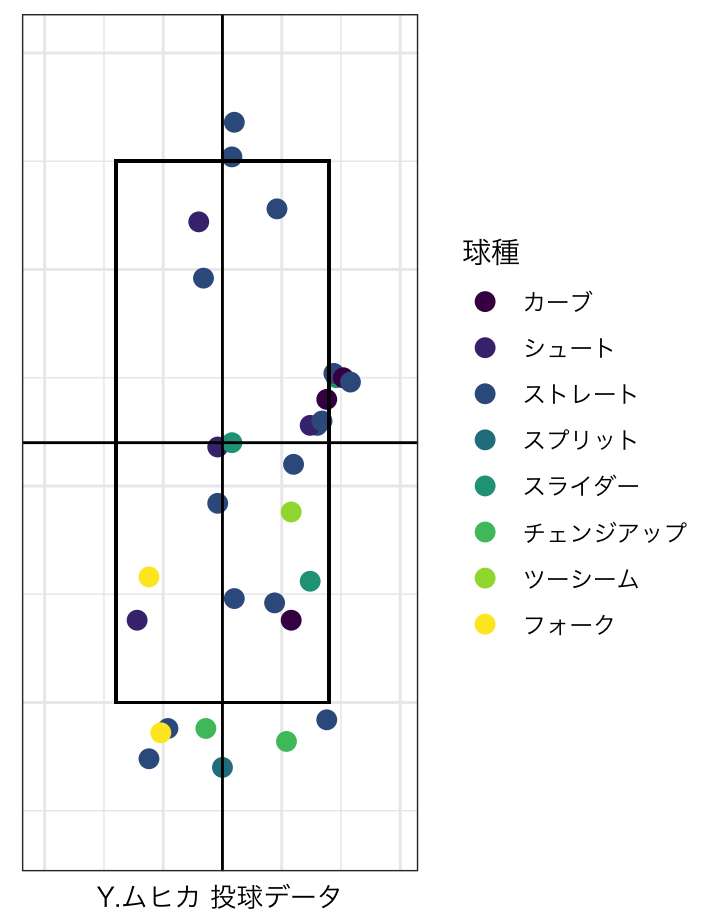 球種
カーブ
シュート
ストレート
スプリット
スライダー
チェンジアップ
ツーシーム
フォーク
Y.ムヒカ 投球データ